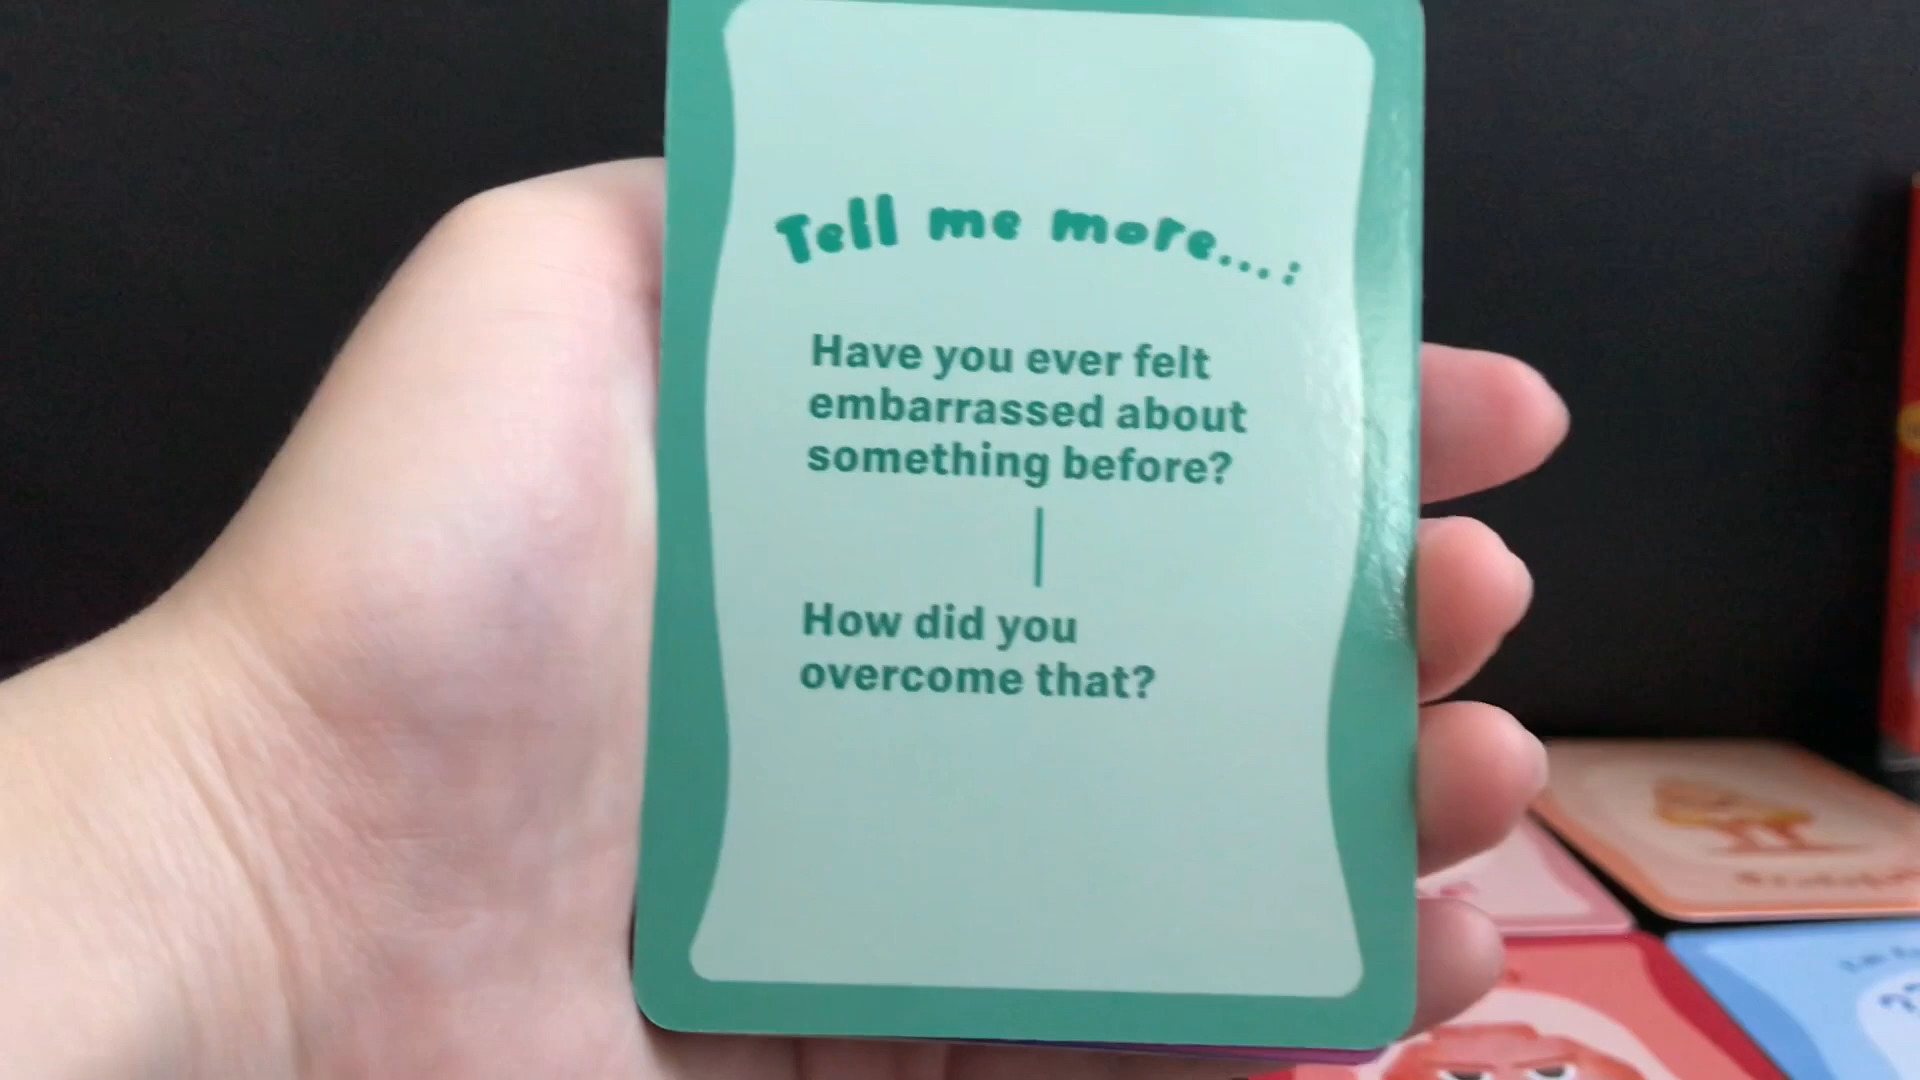 Tell me more...:
Have you ever felt
embarrassed about
something before?
How did you
overcome that?